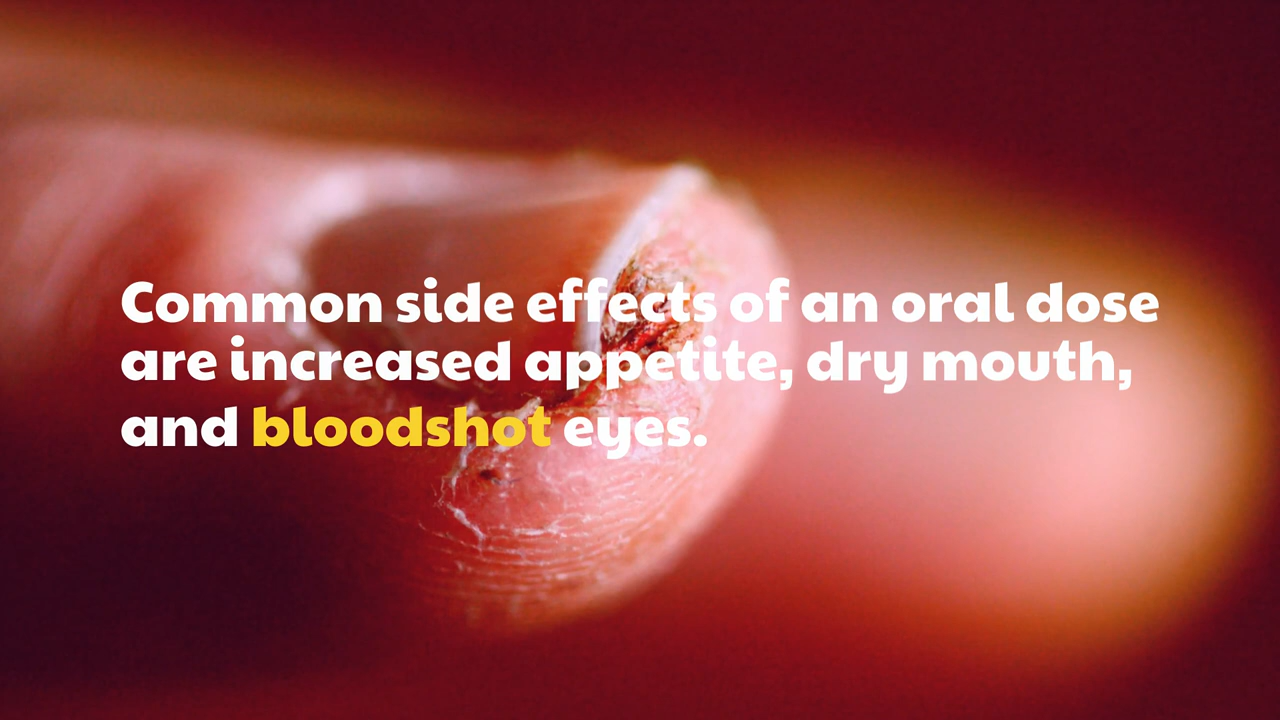 Common side effects of an oral dose
are increased appetite, dry mouth,
and bloodshot eyes.